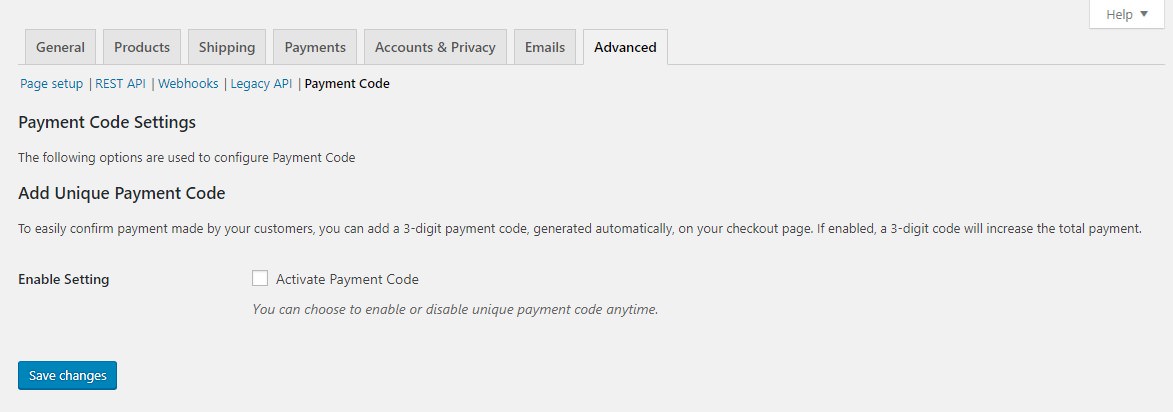 Help ▼
General Products Shipping Payments Accounts & Privacy Emails Advanced
Page setup | REST API | Webhooks | Legacy API | Payment Code
Payment Code Settings
The following options are used to configure Payment Code
Add Unique Payment Code
To easily confirm payment made by your customers, you can add a 3-digit payment code, generated automatically, on your checkout page. If enabled, a 3-digit code will increase the total payment.
Enable Setting Activate Payment Code
You can choose to enable or disable unique payment code anytime.
Save changes